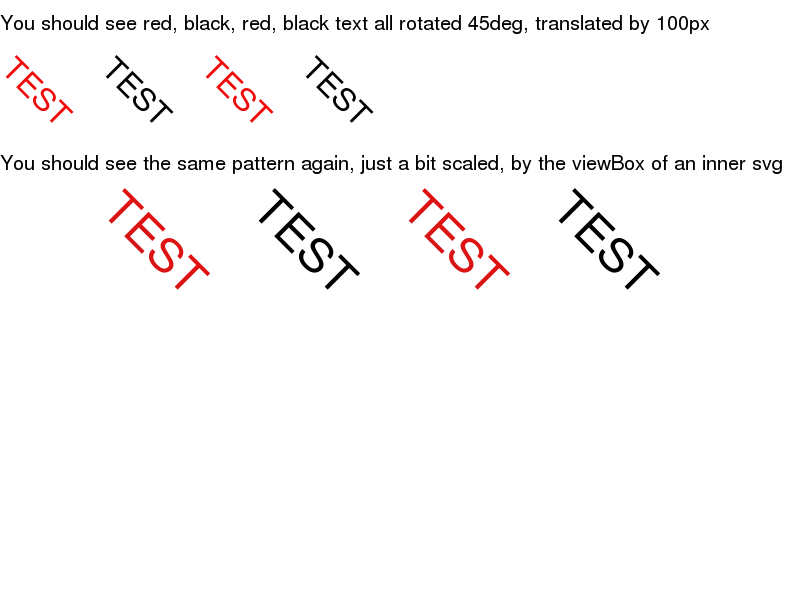 You should see red, black, red, black text all rotated 45deg, translated by 100px
TEST TEST TEST TEST
You should see the same pattern again, just a bit scaled, by the viewBox of an inner svg
TEST TEST TEST TEST